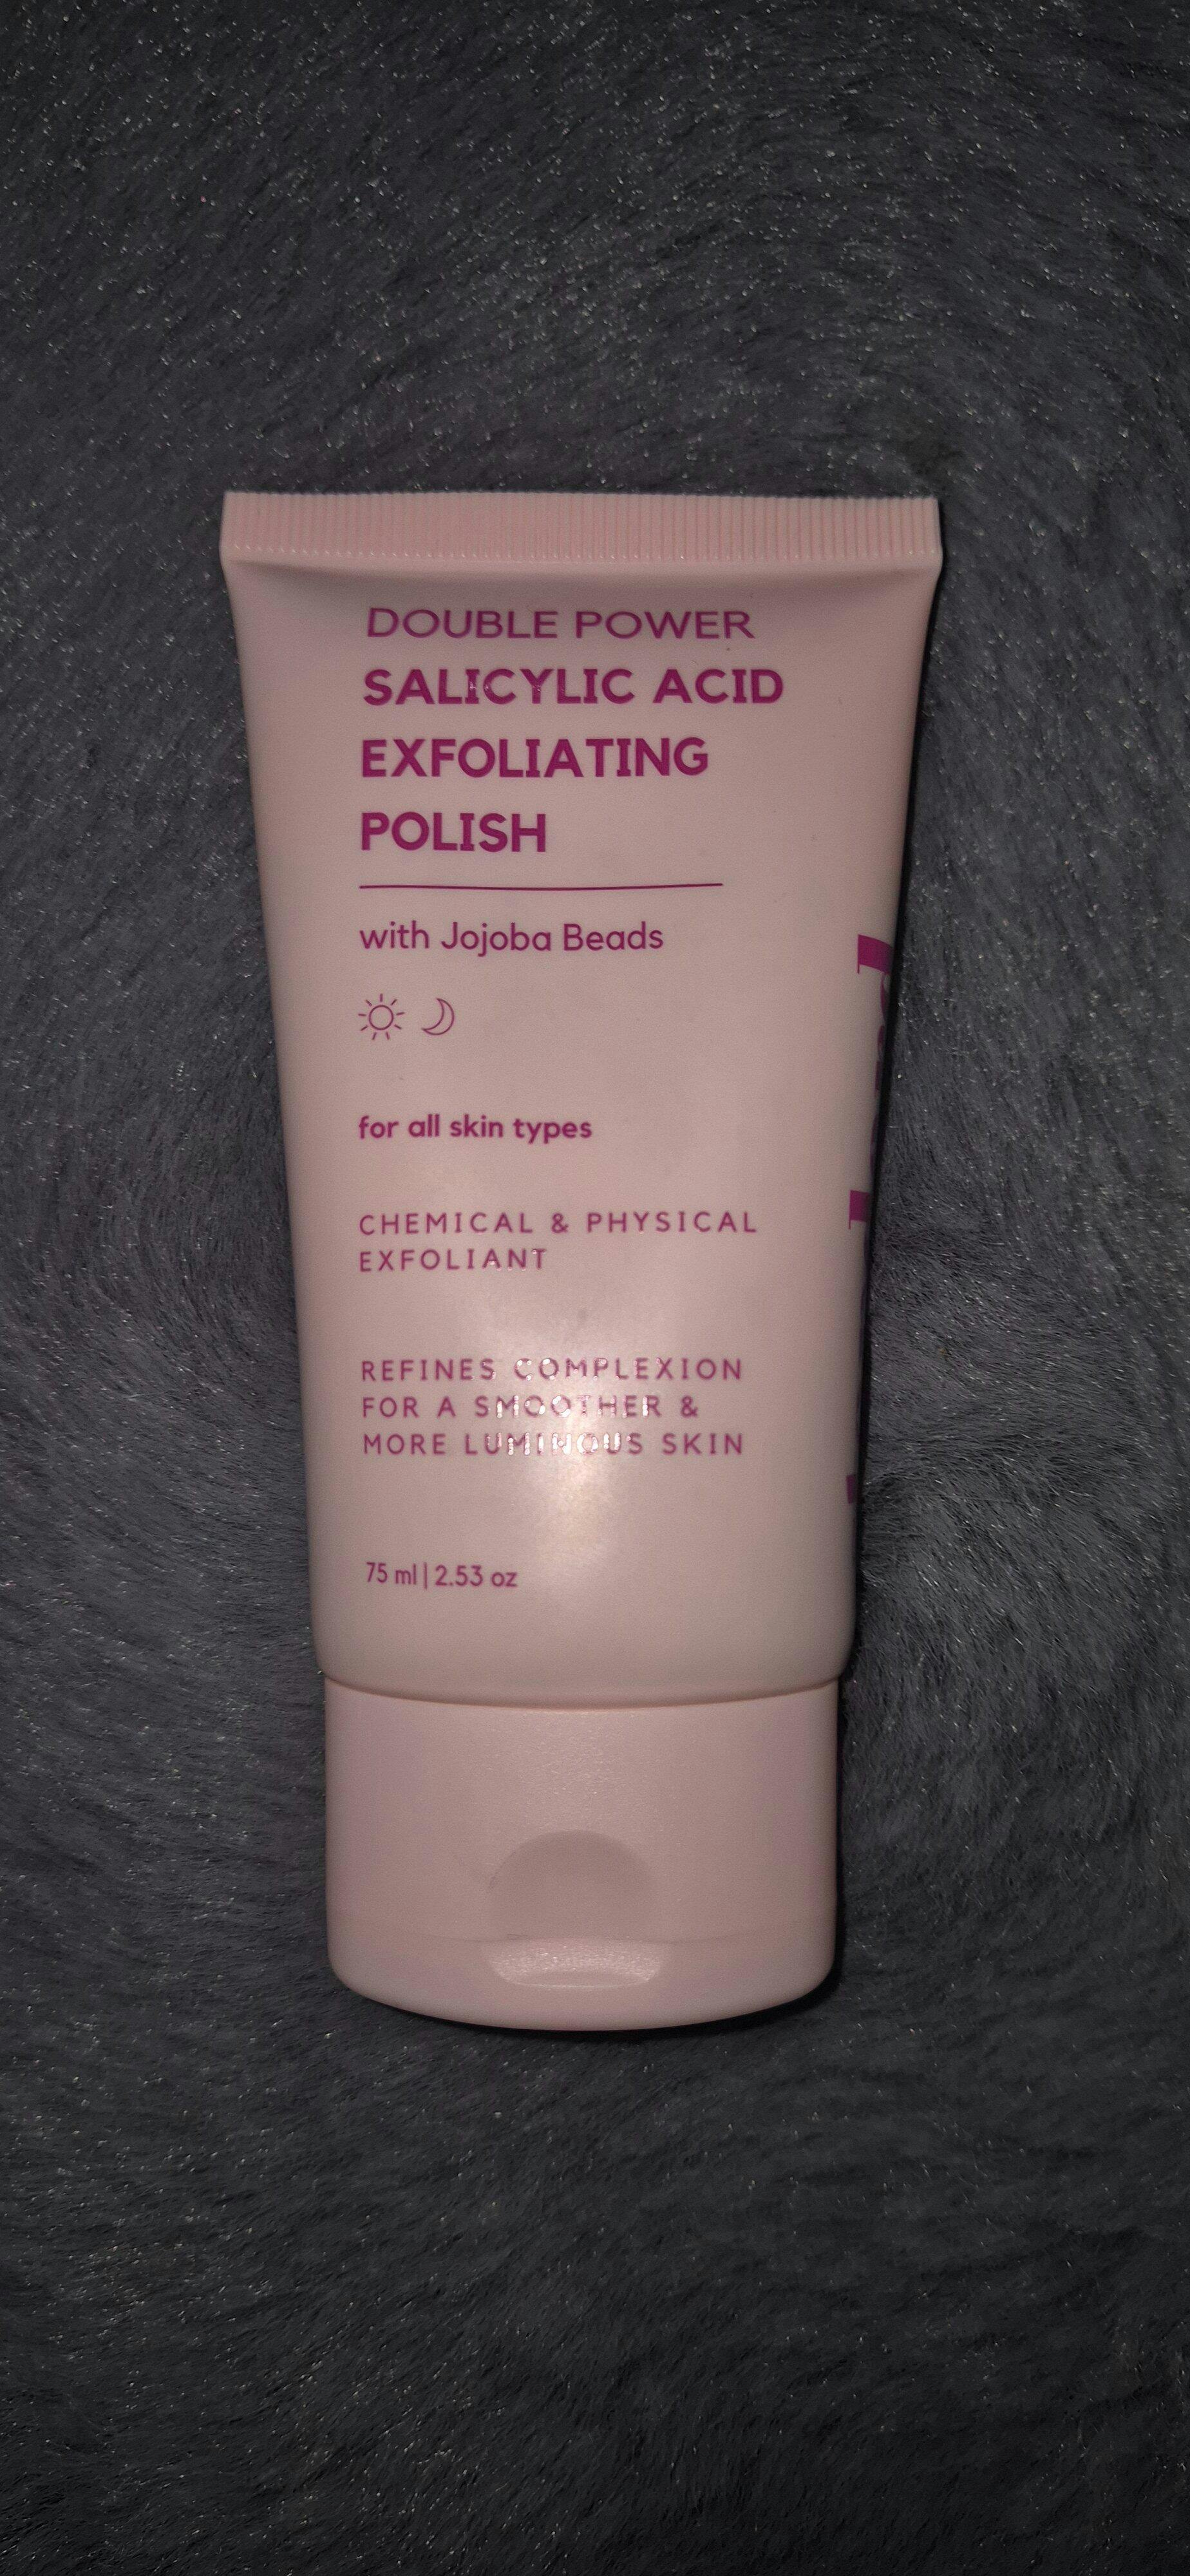 DOUBLE POWER
SALICYLIC ACID
EXFOLIATING
POLISH
with Jojoba Beads
for all skin types
CHEMICAL & PHYSICAL
EXFOLIANT
REFINES COMPLEXION
FOR A SMOOTHER &
MORE LUMINOUS SKIN
75 ml | 2.53 oz